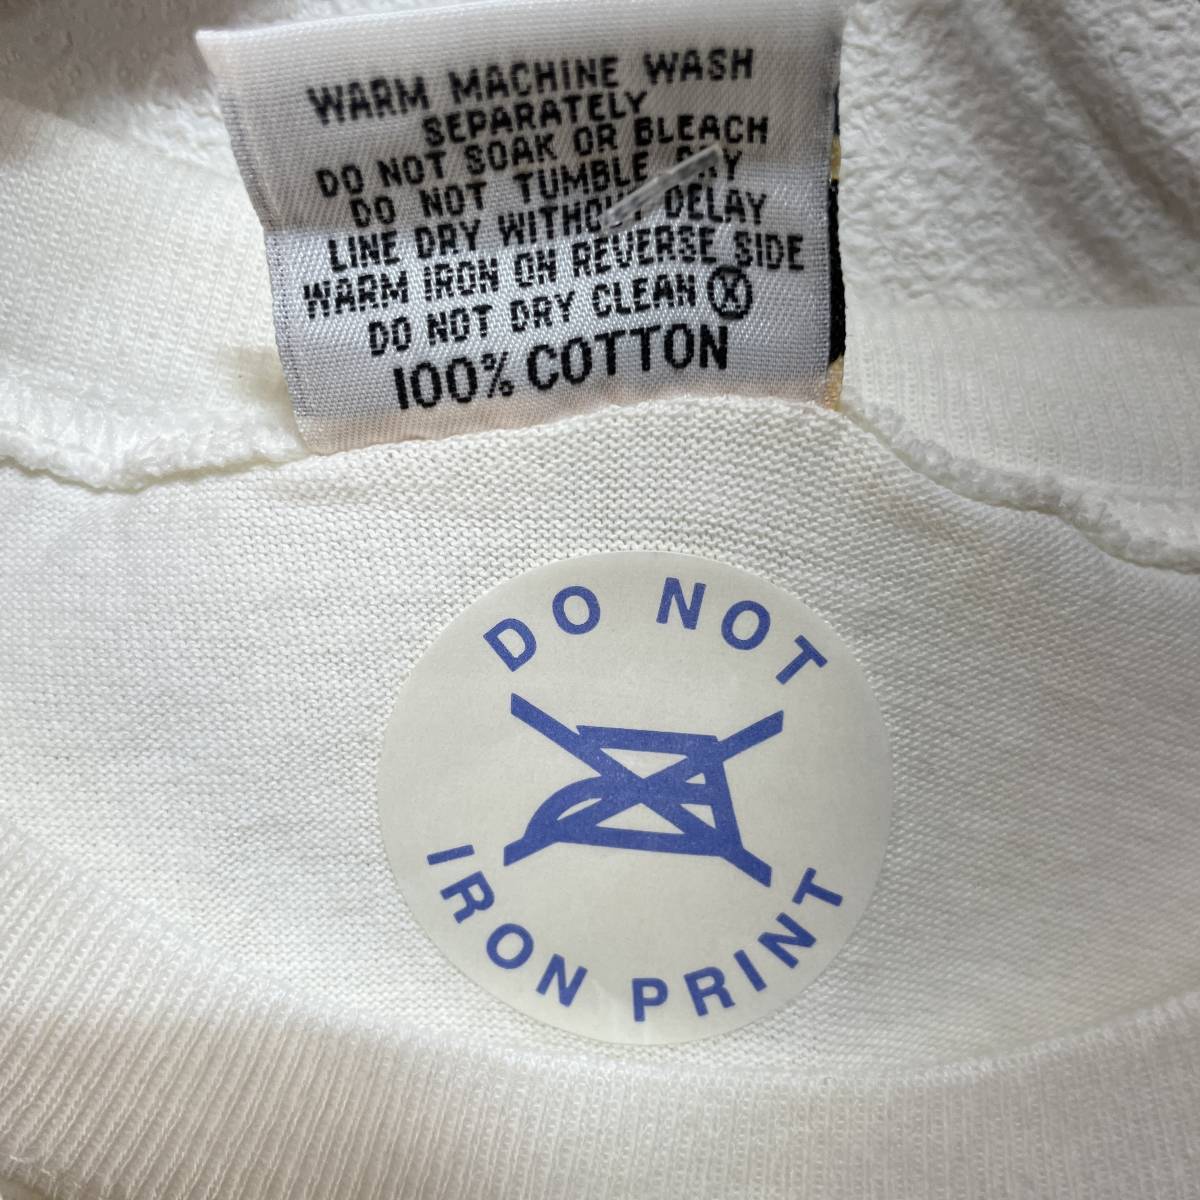 WARM MACHINE WASH
SEPARATELY
DO NOT SOAK OR BLEACH
DO NOT TUMBLE DRY
LINE DRY WITHOUT DELAY
WARM IRON ON REVERSE SIDE
DO NOT DRY CLEAN Ⓧ
100% COTTON
DO NOT
IRON PRINT